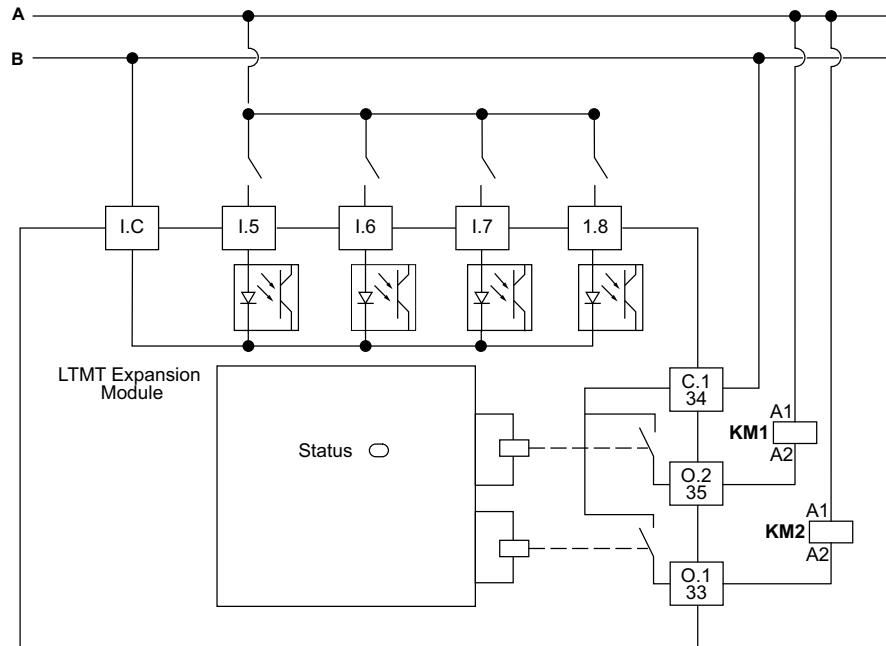 A
B
I.C
I.5
I.6
I.7
1.8
LTMT Expansion
Module
Status
C.1
34
O.2
35
O.1
33
A1
KM1
A2
A1
KM2
A2